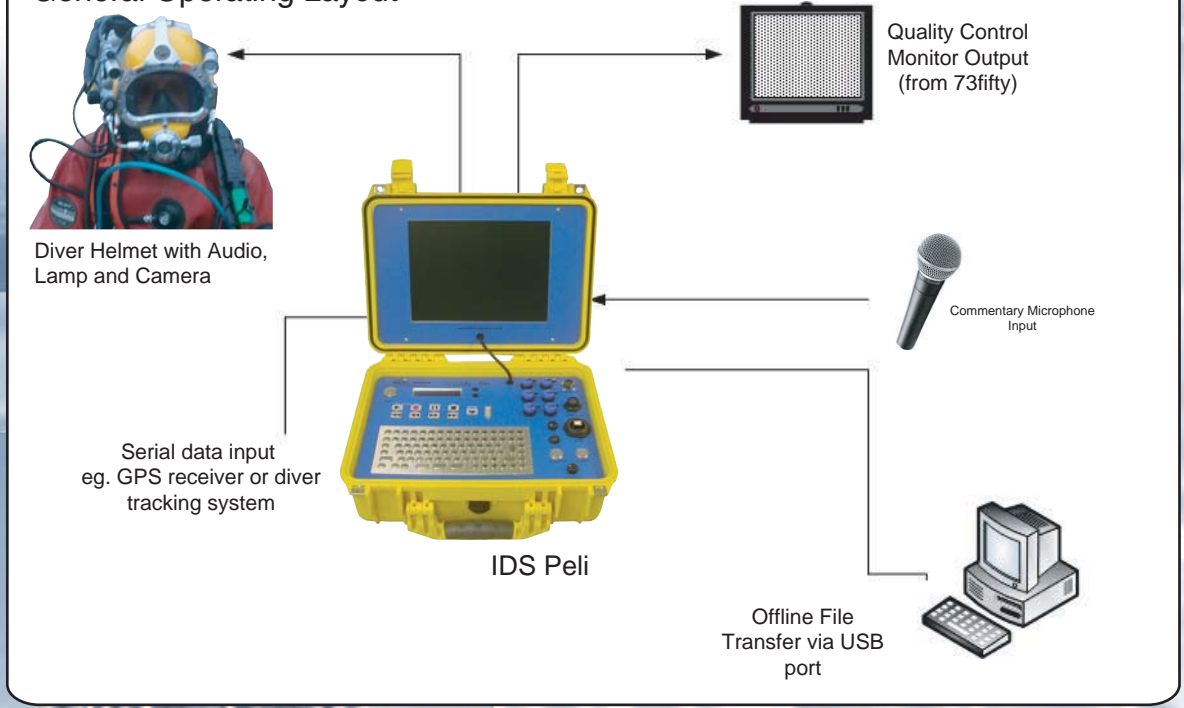 General Operating Layout
Quality Control
Monitor Output
(from 73fifty)
Diver Helmet with Audio,
Lamp and Camera
Commentary Microphone
Input
Serial data input
eg. GPS receiver or diver
tracking system
IDS Peli
Offline File
Transfer via USB
port